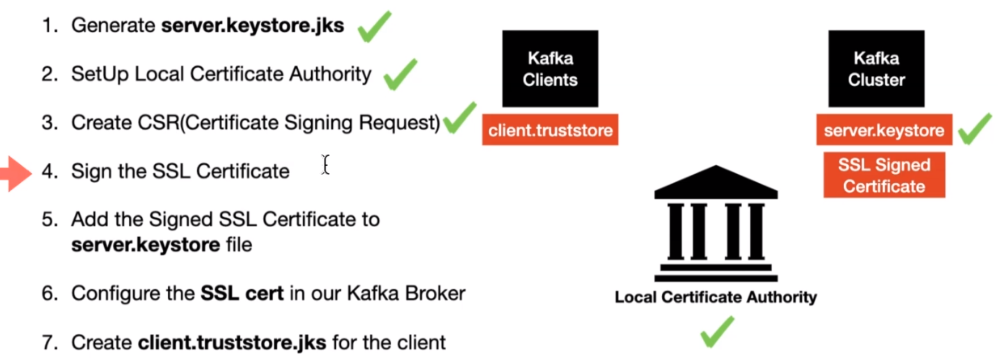 1. Generate server.keystore.jks
2. SetUp Local Certificate Authority
3. Create CSR(Certificate Signing Request)
4. Sign the SSL Certificate
5. Add the Signed SSL Certificate to
server.keystore file
6. Configure the SSL cert in our Kafka Broker
7. Create client.truststore.jks for the client
Kafka
Clients
client.truststore
Kafka
Cluster
server.keystore
SSL Signed
Certificate
Local Certificate Authority